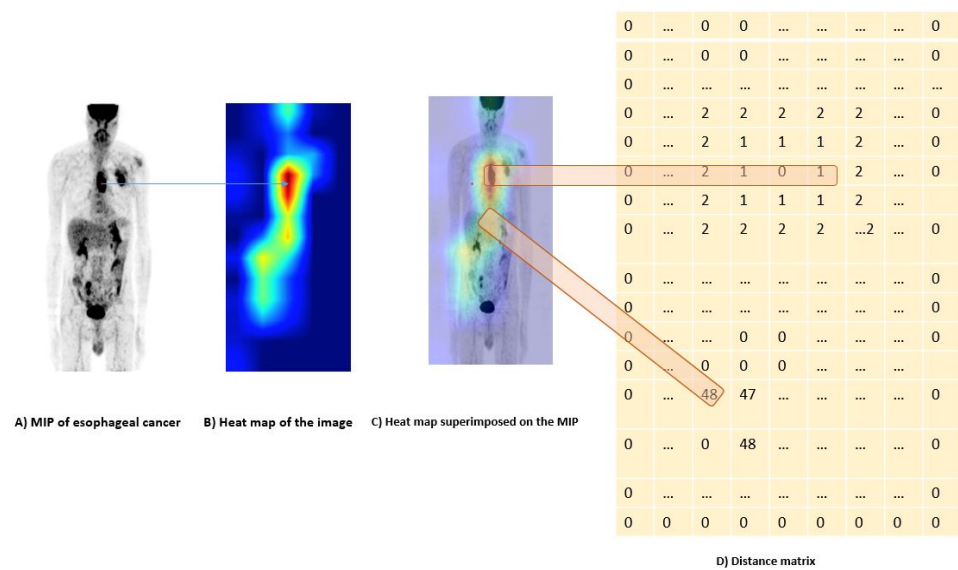 0 ... 0 0 ... ... ... ... 0
0 ... 0 0 ... ... ... ... 0
0 ... ... ... ... ... ... ... ...
0 ... 2 2 2 2 2 ... 0
0 ... 2 1 1 1 2 ... 0
0 ... 2 1 0 1 2 ... 0
0 ... 2 1 1 1 2 ... 0
0 ... 2 2 2 2 ...2 ... 0
0 ... ... ... ... ... ... ... 0
0 ... ... ... ... ... ... ... 0
0 ... ... 0 0 ... ... ... 0
0 ... 0 0 0 ... ... ...
0 ... 48 47 ... ... ... ... 0
0 ... 0 48 ... ... ... ... 0
0 ... ... ... ... ... ... ... 0
0 0 0 0 0 0 0 0 0
A) MIP of esophageal cancer
B) Heat map of the image
C) Heat map superimposed on the MIP
D) Distance matrix